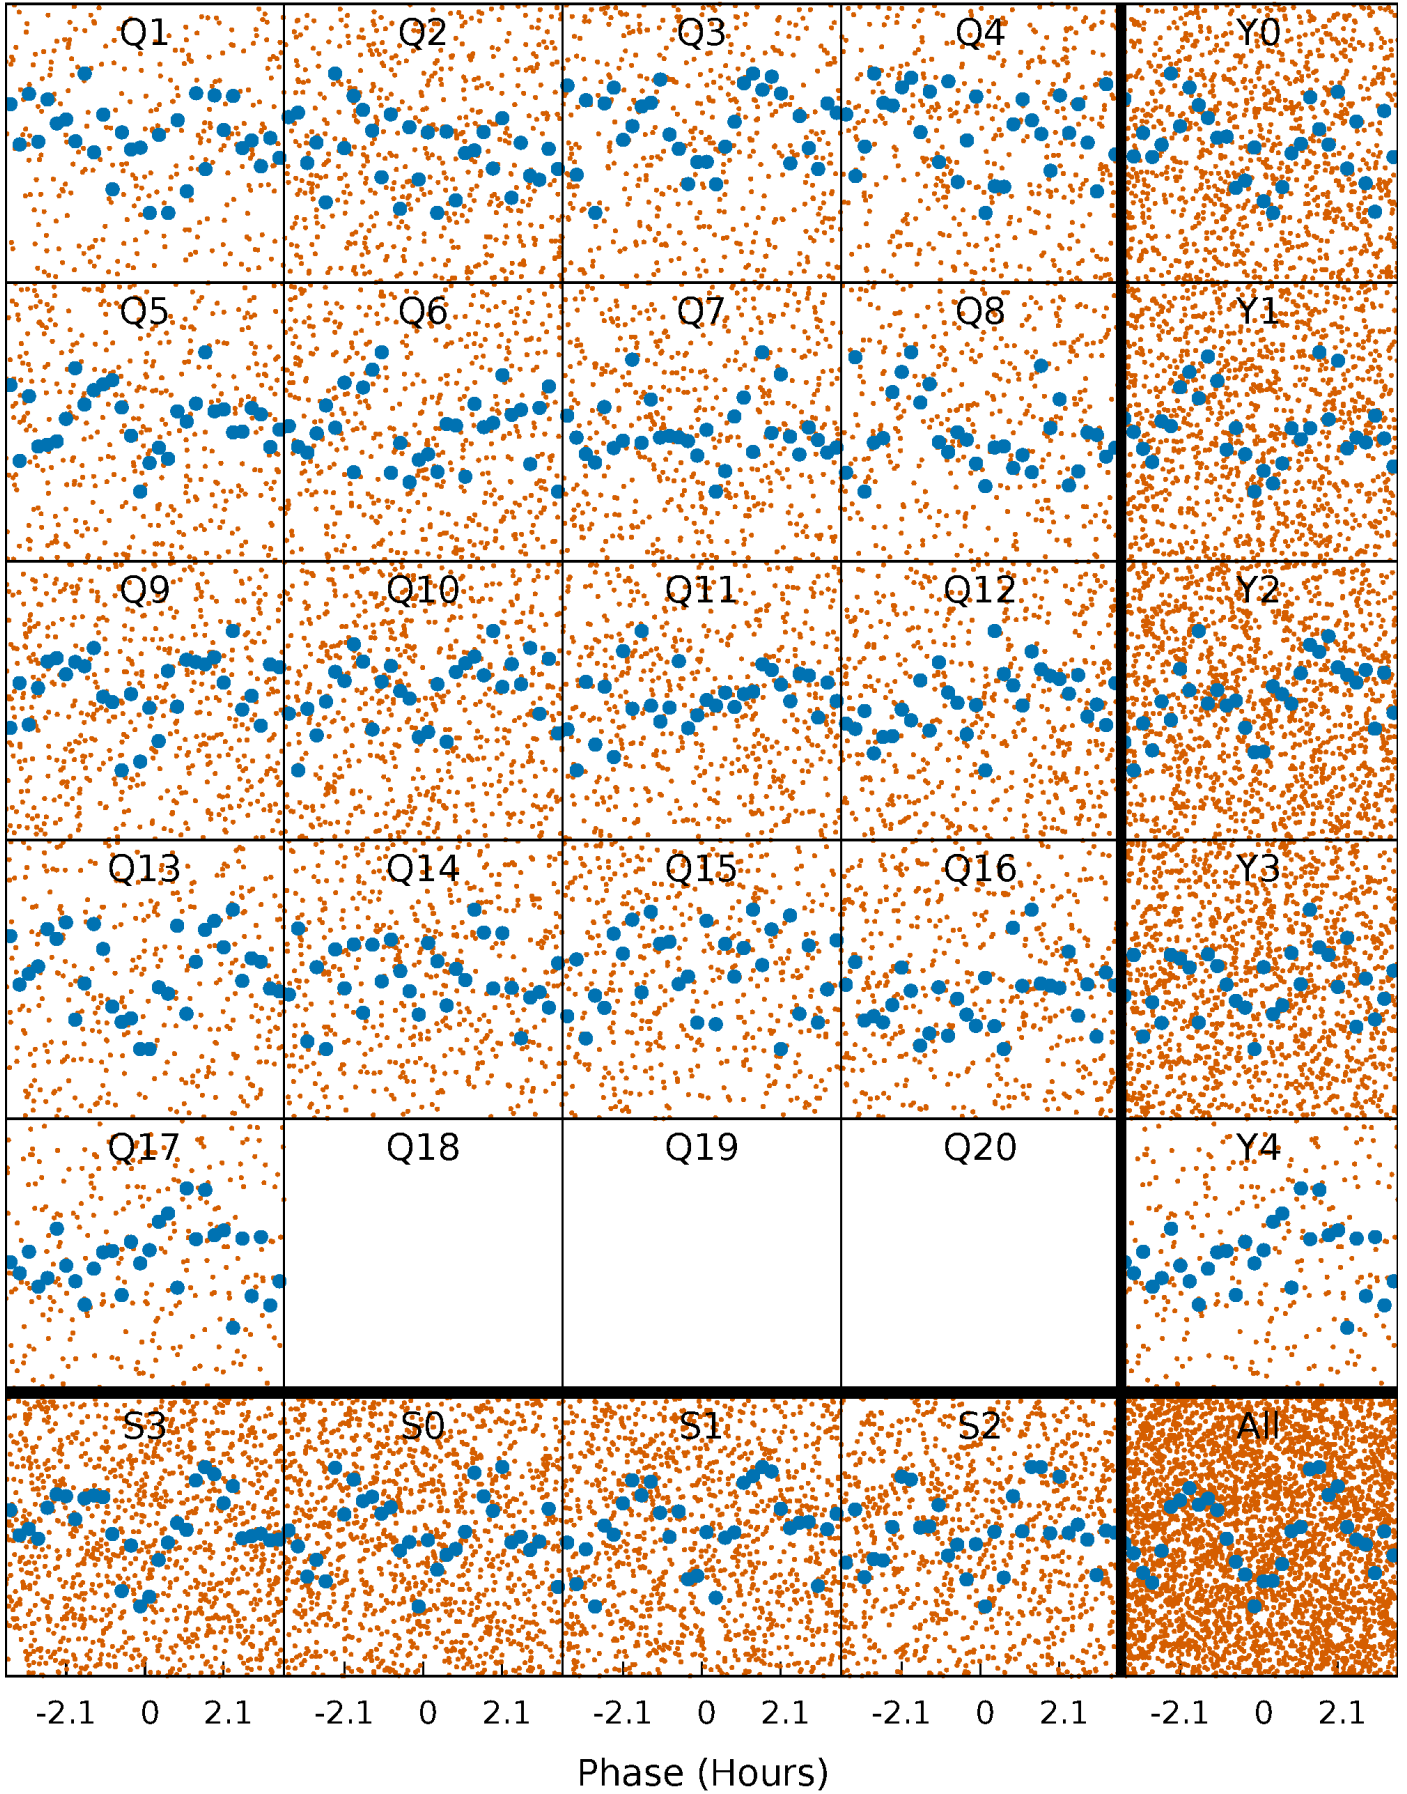 Q1 Q2 Q3 Q4 Y0
Q5 Q6 Q7 Q8 Y1
Q9 Q10 Q11 Q12 Y2
Q13 Q14 Q15 Q16 Y3
Q17 Q18 Q19 Q20 Y4
S3 S0 S1 S2 All
-2.1 0 2.1 -2.1 0 2.1 -2.1 0 2.1 -2.1 0 2.1 -2.1 0 2.1
Phase (Hours)